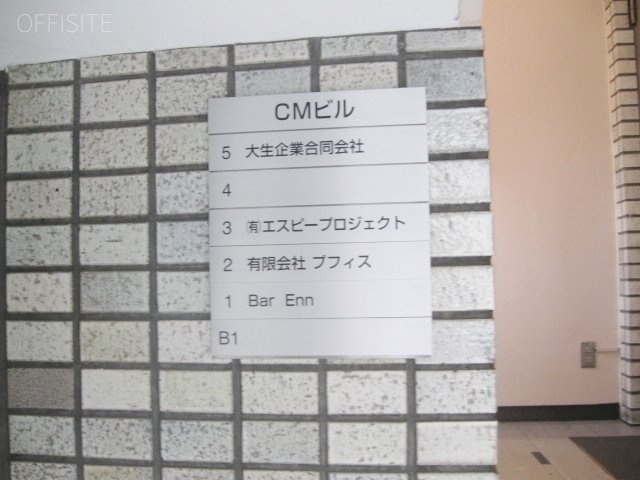 OFFISITE
CMビル
5 大生企業合同会社
4
3 ㈲エスピープロジェクト
2 有限会社 プフィス
1 Bar Enn
B1